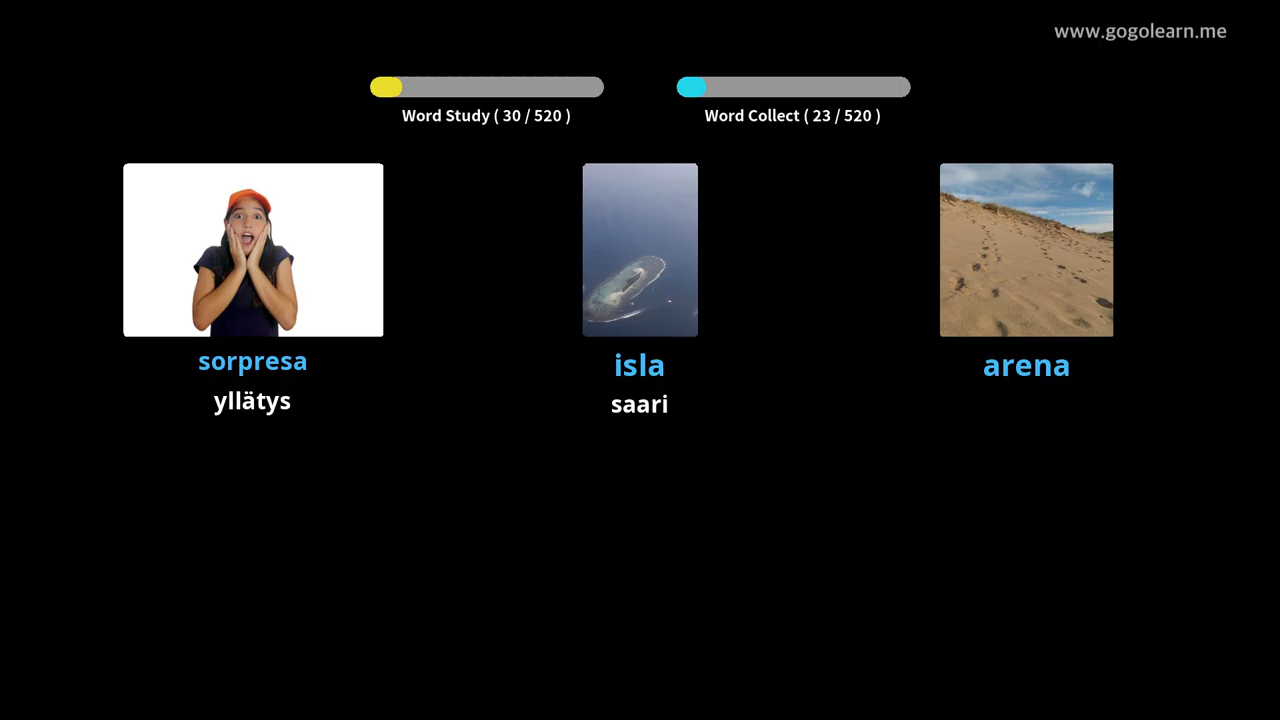 www.gogolearn.me
Word Study ( 30 / 520 )
Word Collect ( 23 / 520 )
sorpresa
yllätys
isla
saari
arena